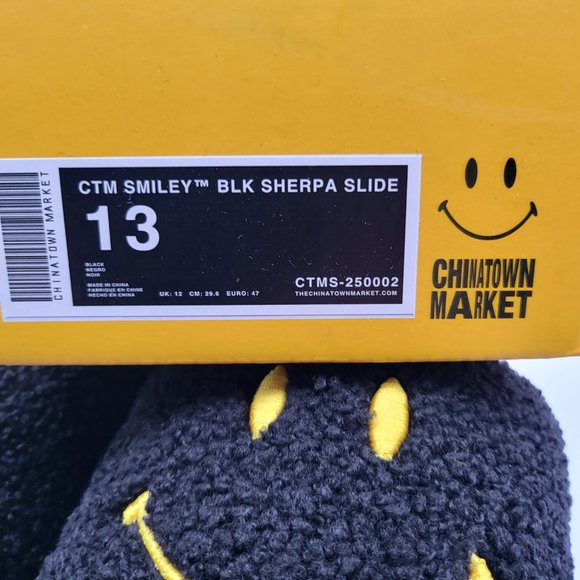 CHINATOWN MARKET
CTM SMILEY™ BLK SHERPA SLIDE
13
BLACK
NEGRO
NOIR
MADE IN CHINA
FABRIQUE EN CHINE
HECHO EN CHINA
UK: 12 CM: 29.6 EURO: 47
CTMS-250002
THECHINATOWNMARKET.COM
CHINATOWN
MARKET